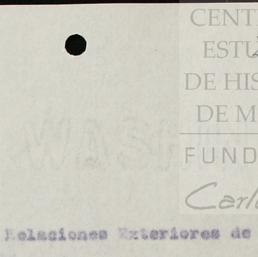 CENT
ESTU
DE HIS
DE M
FUND
Carl
Relaciones Exteriores de